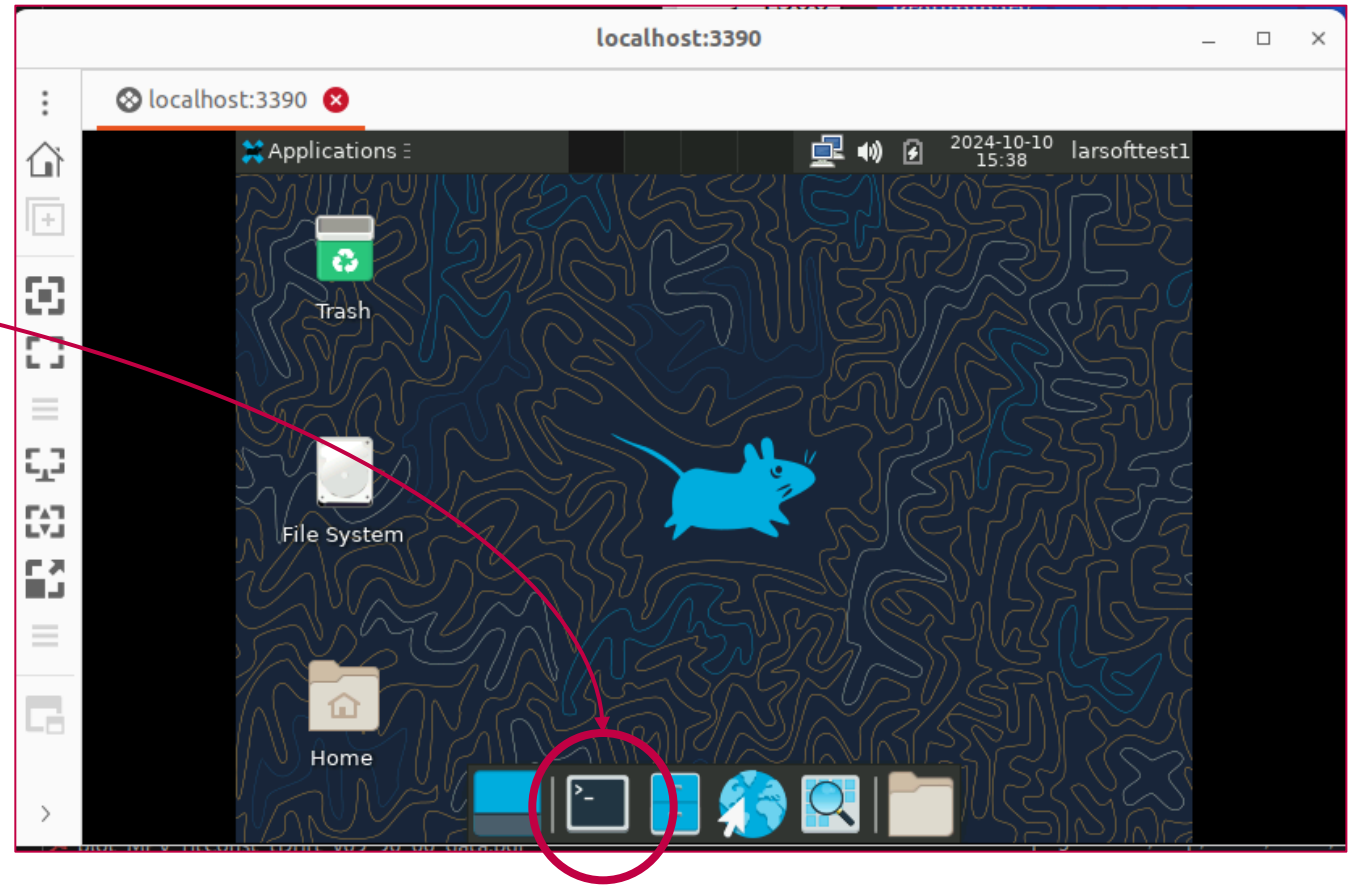 localhost:3390
localhost:3390
Applications
2024-10-10
15:38
larsofttest1
Trash
File System
Home
>_